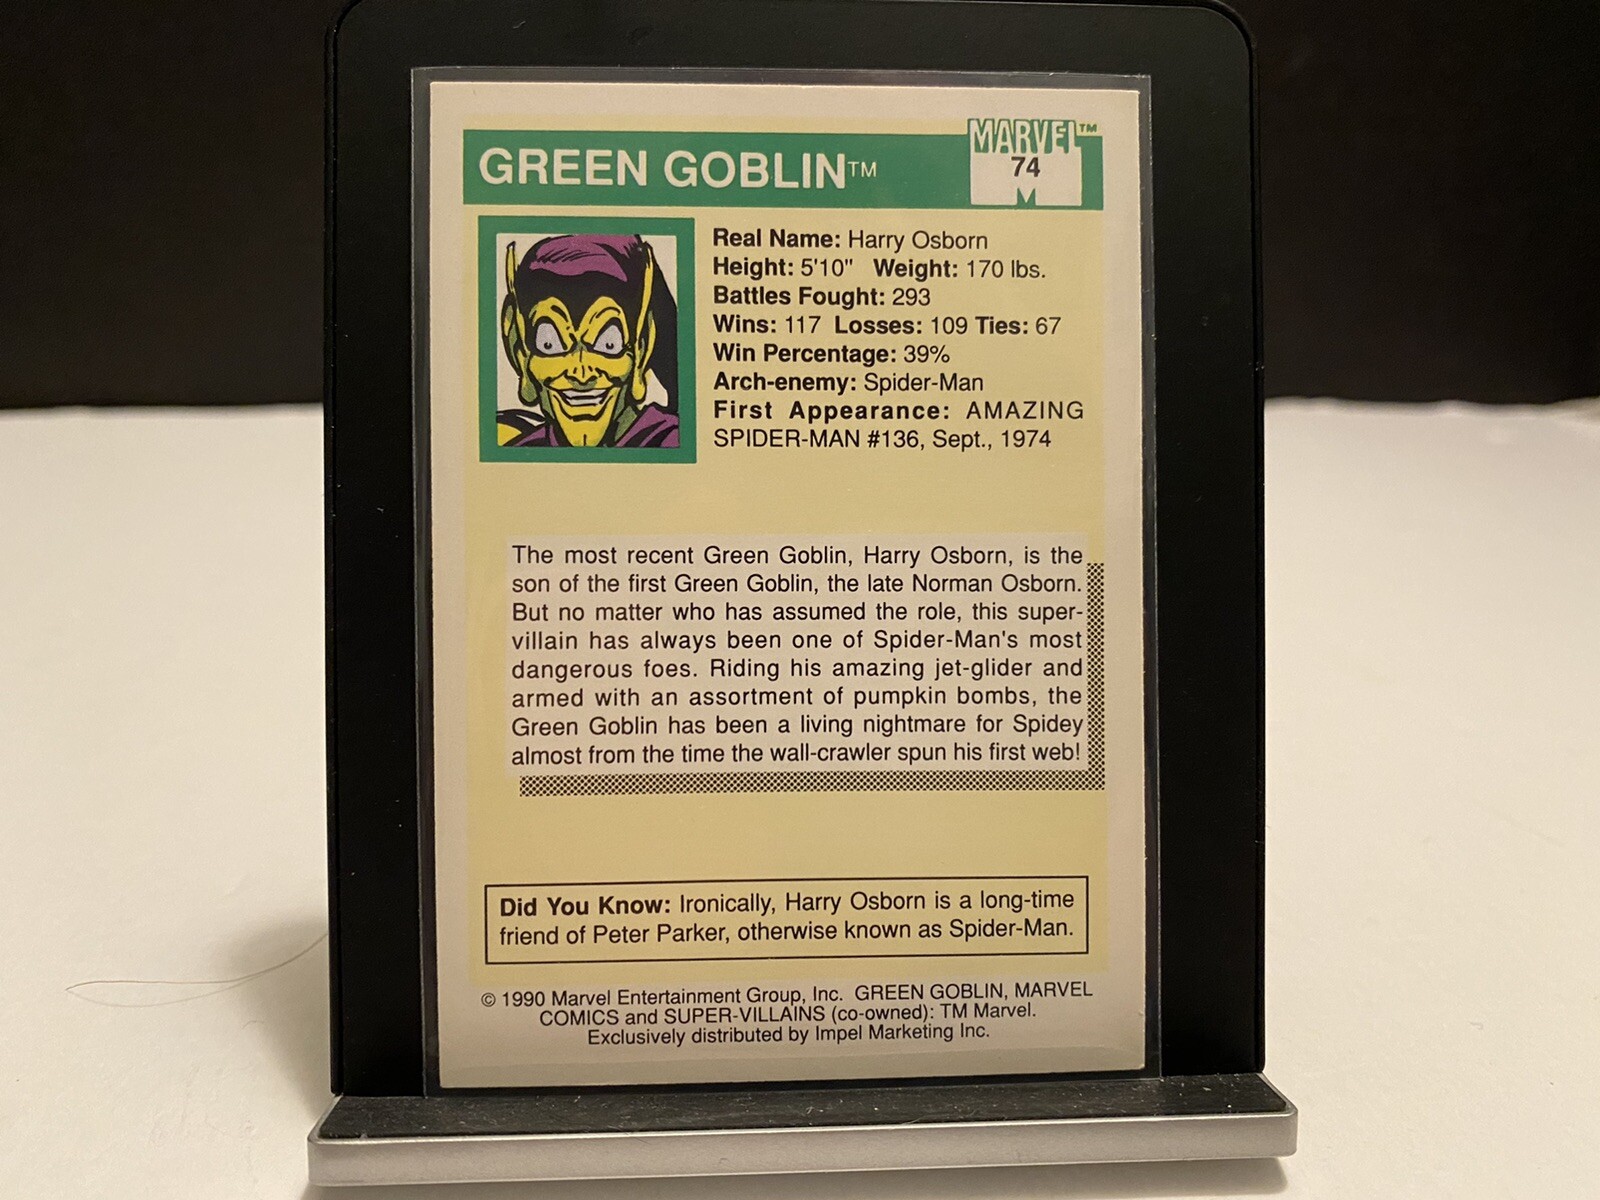 GREEN GOBLIN™
MARVEL™
74
Real Name: Harry Osborn
Height: 5'10" Weight: 170 lbs.
Battles Fought: 293
Wins: 117 Losses: 109 Ties: 67
Win Percentage: 39%
Arch-enemy: Spider-Man
First Appearance: AMAZING
SPIDER-MAN #136, Sept., 1974
The most recent Green Goblin, Harry Osborn, is the
son of the first Green Goblin, the late Norman Osborn.
But no matter who has assumed the role, this super-
villain has always been one of Spider-Man's most
dangerous foes. Riding his amazing jet-glider and
armed with an assortment of pumpkin bombs, the
Green Goblin has been a living nightmare for Spidey
almost from the time the wall-crawler spun his first web!
Did You Know: Ironically, Harry Osborn is a long-time
friend of Peter Parker, otherwise known as Spider-Man.
© 1990 Marvel Entertainment Group, Inc. GREEN GOBLIN, MARVEL
COMICS and SUPER-VILLAINS (co-owned): TM Marvel.
Exclusively distributed by Impel Marketing Inc.